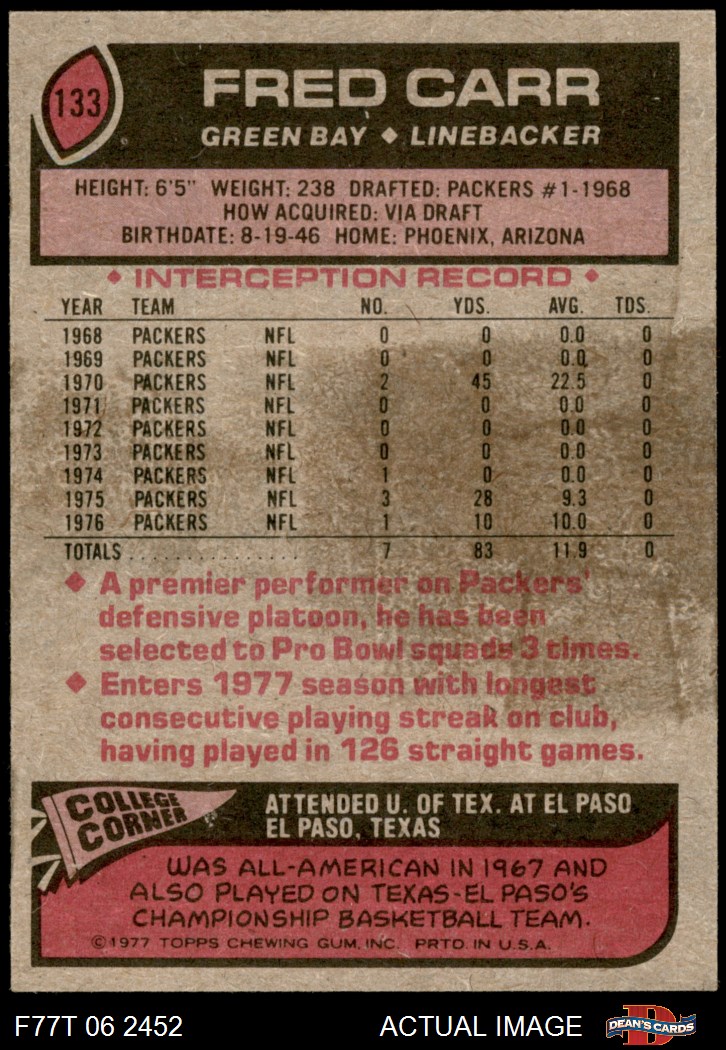 133
FRED CARR
GREEN BAY ◆ LINEBACKER
HEIGHT: 6'5" WEIGHT: 238 DRAFTED: PACKERS #1-1968
HOW ACQUIRED: VIA DRAFT
BIRTHDATE: 8-19-46 HOME: PHOENIX, ARIZONA
◆ INTERCEPTION RECORD ◆
YEAR TEAM NO. YDS. AVG. TDS.
1968 PACKERS NFL 0 0 0.0 0
1969 PACKERS NFL 0 0 0.0 0
1970 PACKERS NFL 2 45 22.5 0
1971 PACKERS NFL 0 0 0.0 0
1972 PACKERS NFL 0 0 0.0 0
1973 PACKERS NFL 0 0 0.0 0
1974 PACKERS NFL 1 0 0.0 0
1975 PACKERS NFL 3 28 9.3 0
1976 PACKERS NFL 1 10 10.0 0
TOTALS . . . . . . . . . . . . . . . . . 7 83 11.9 0
◆ A premier performer on Packers'
defensive platoon, he has been
selected to Pro Bowl squads 3 times.
◆ Enters 1977 season with longest
consecutive playing streak on club,
having played in 126 straight games.
COLLEGE
CORNER
ATTENDED U. OF TEX. AT EL PASO
EL PASO, TEXAS
WAS ALL-AMERICAN IN 1967 AND
ALSO PLAYED ON TEXAS-EL PASO'S
CHAMPIONSHIP BASKETBALL TEAM.
©1977 TOPPS CHEWING GUM, INC. PRTD. IN U.S.A.
F77T 06 2452 ACTUAL IMAGE
D
DEAN'S CARDS